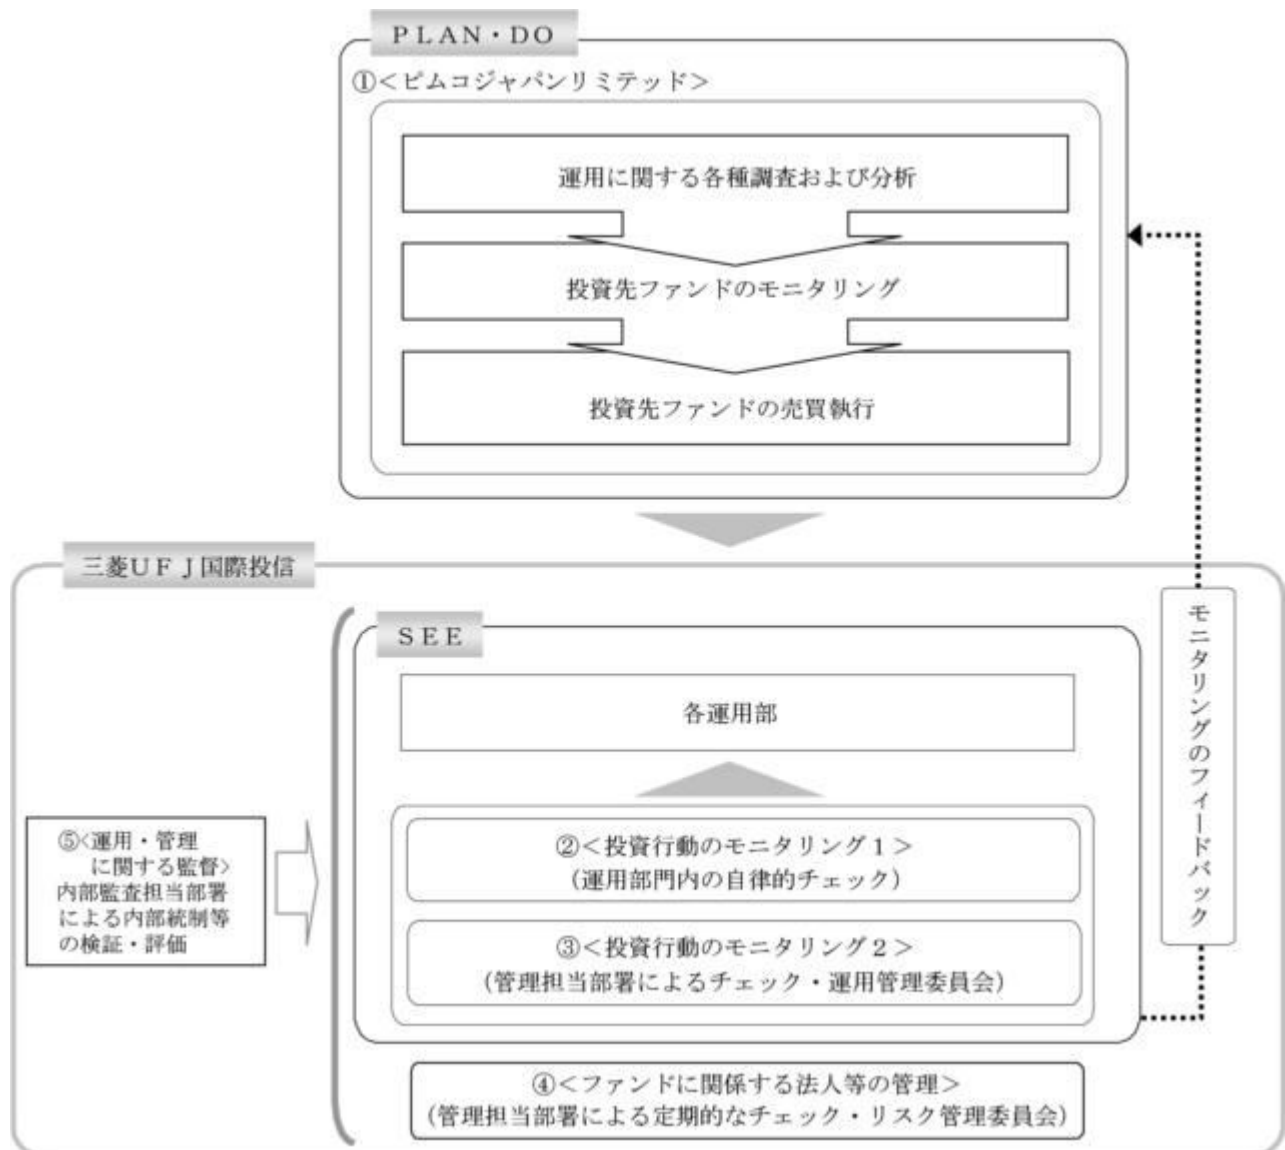 ＰＬＡＮ・ＤＯ
①＜ピムコジャパンリミテッド＞
運用に関する各種調査および分析
投資先ファンドのモニタリング
投資先ファンドの売買執行
三菱ＵＦＪ国際投信
ＳＥＥ
各運用部
②＜投資行動のモニタリング１＞
（運用部門内の自律的チェック）
③＜投資行動のモニタリング２＞
（管理担当部署によるチェック・運用管理委員会）
④＜ファンドに関係する法人等の管理＞
（管理担当部署による定期的なチェック・リスク管理委員会）
⑤＜運用・管理
に関する監督＞
内部監査担当部署
による内部統制等
の検証・評価
モニタリングのフィードバック